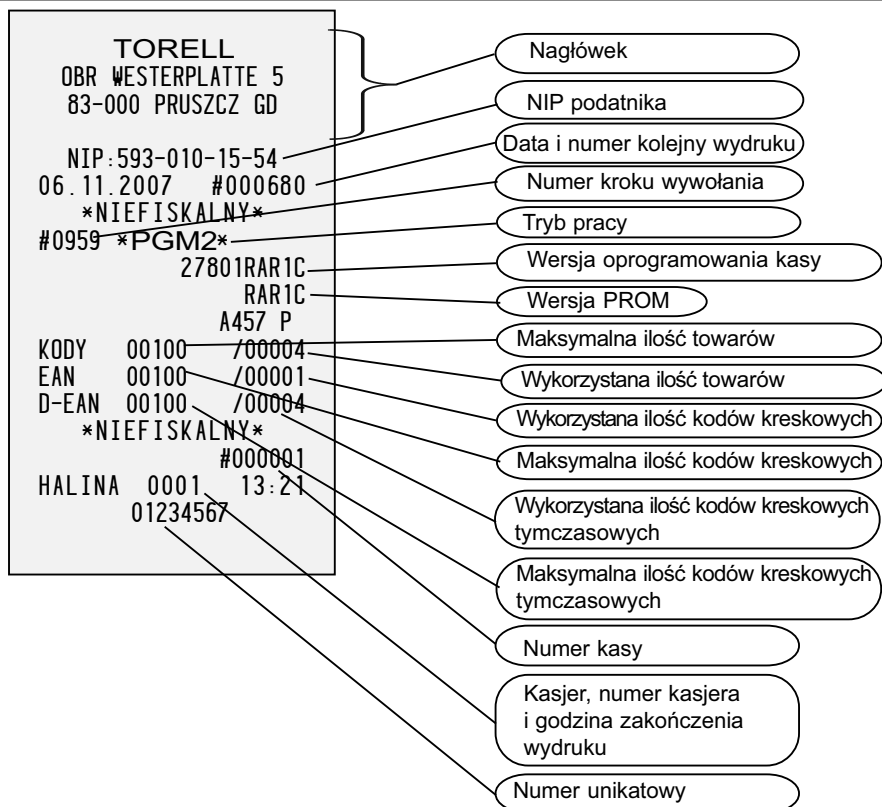 TORELL
OBR WESTERPLATTE 5
83-000 PRUSZCZ GD
NIP:593-010-15-54
06.11.2007 #000680
*NIEFISKALNY*
#0959 *PGM2*
27801RAR1C
RAR1C
A457 P
KODY 00100 /00004
EAN 00100 /00001
D-EAN 00100 /00004
*NIEFISKALNY*
#000001
HALINA 0001 13:21
01234567
Nagłówek
NIP podatnika
Data i numer kolejny wydruku
Numer kroku wywołania
Tryb pracy
Wersja oprogramowania kasy
Wersja PROM
Maksymalna ilość towarów
Wykorzystana ilość towarów
Wykorzystana ilość kodów kreskowych
Maksymalna ilość kodów kreskowych
Wykorzystana ilość kodów kreskowych
tymczasowych
Maksymalna ilość kodów kreskowych
tymczasowych
Numer kasy
Kasjer, numer kasjera
i godzina zakończenia
wydruku
Numer unikatowy